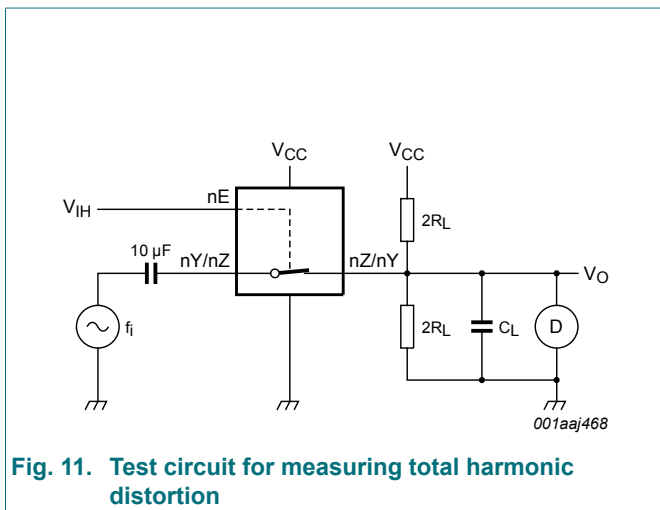 VCC
VCC
nE
VIH
2RL
10 µF
nY/nZ
nZ/nY
VO
fi
2RL
CL
D
001aaj468
Fig. 11. Test circuit for measuring total harmonic
distortion